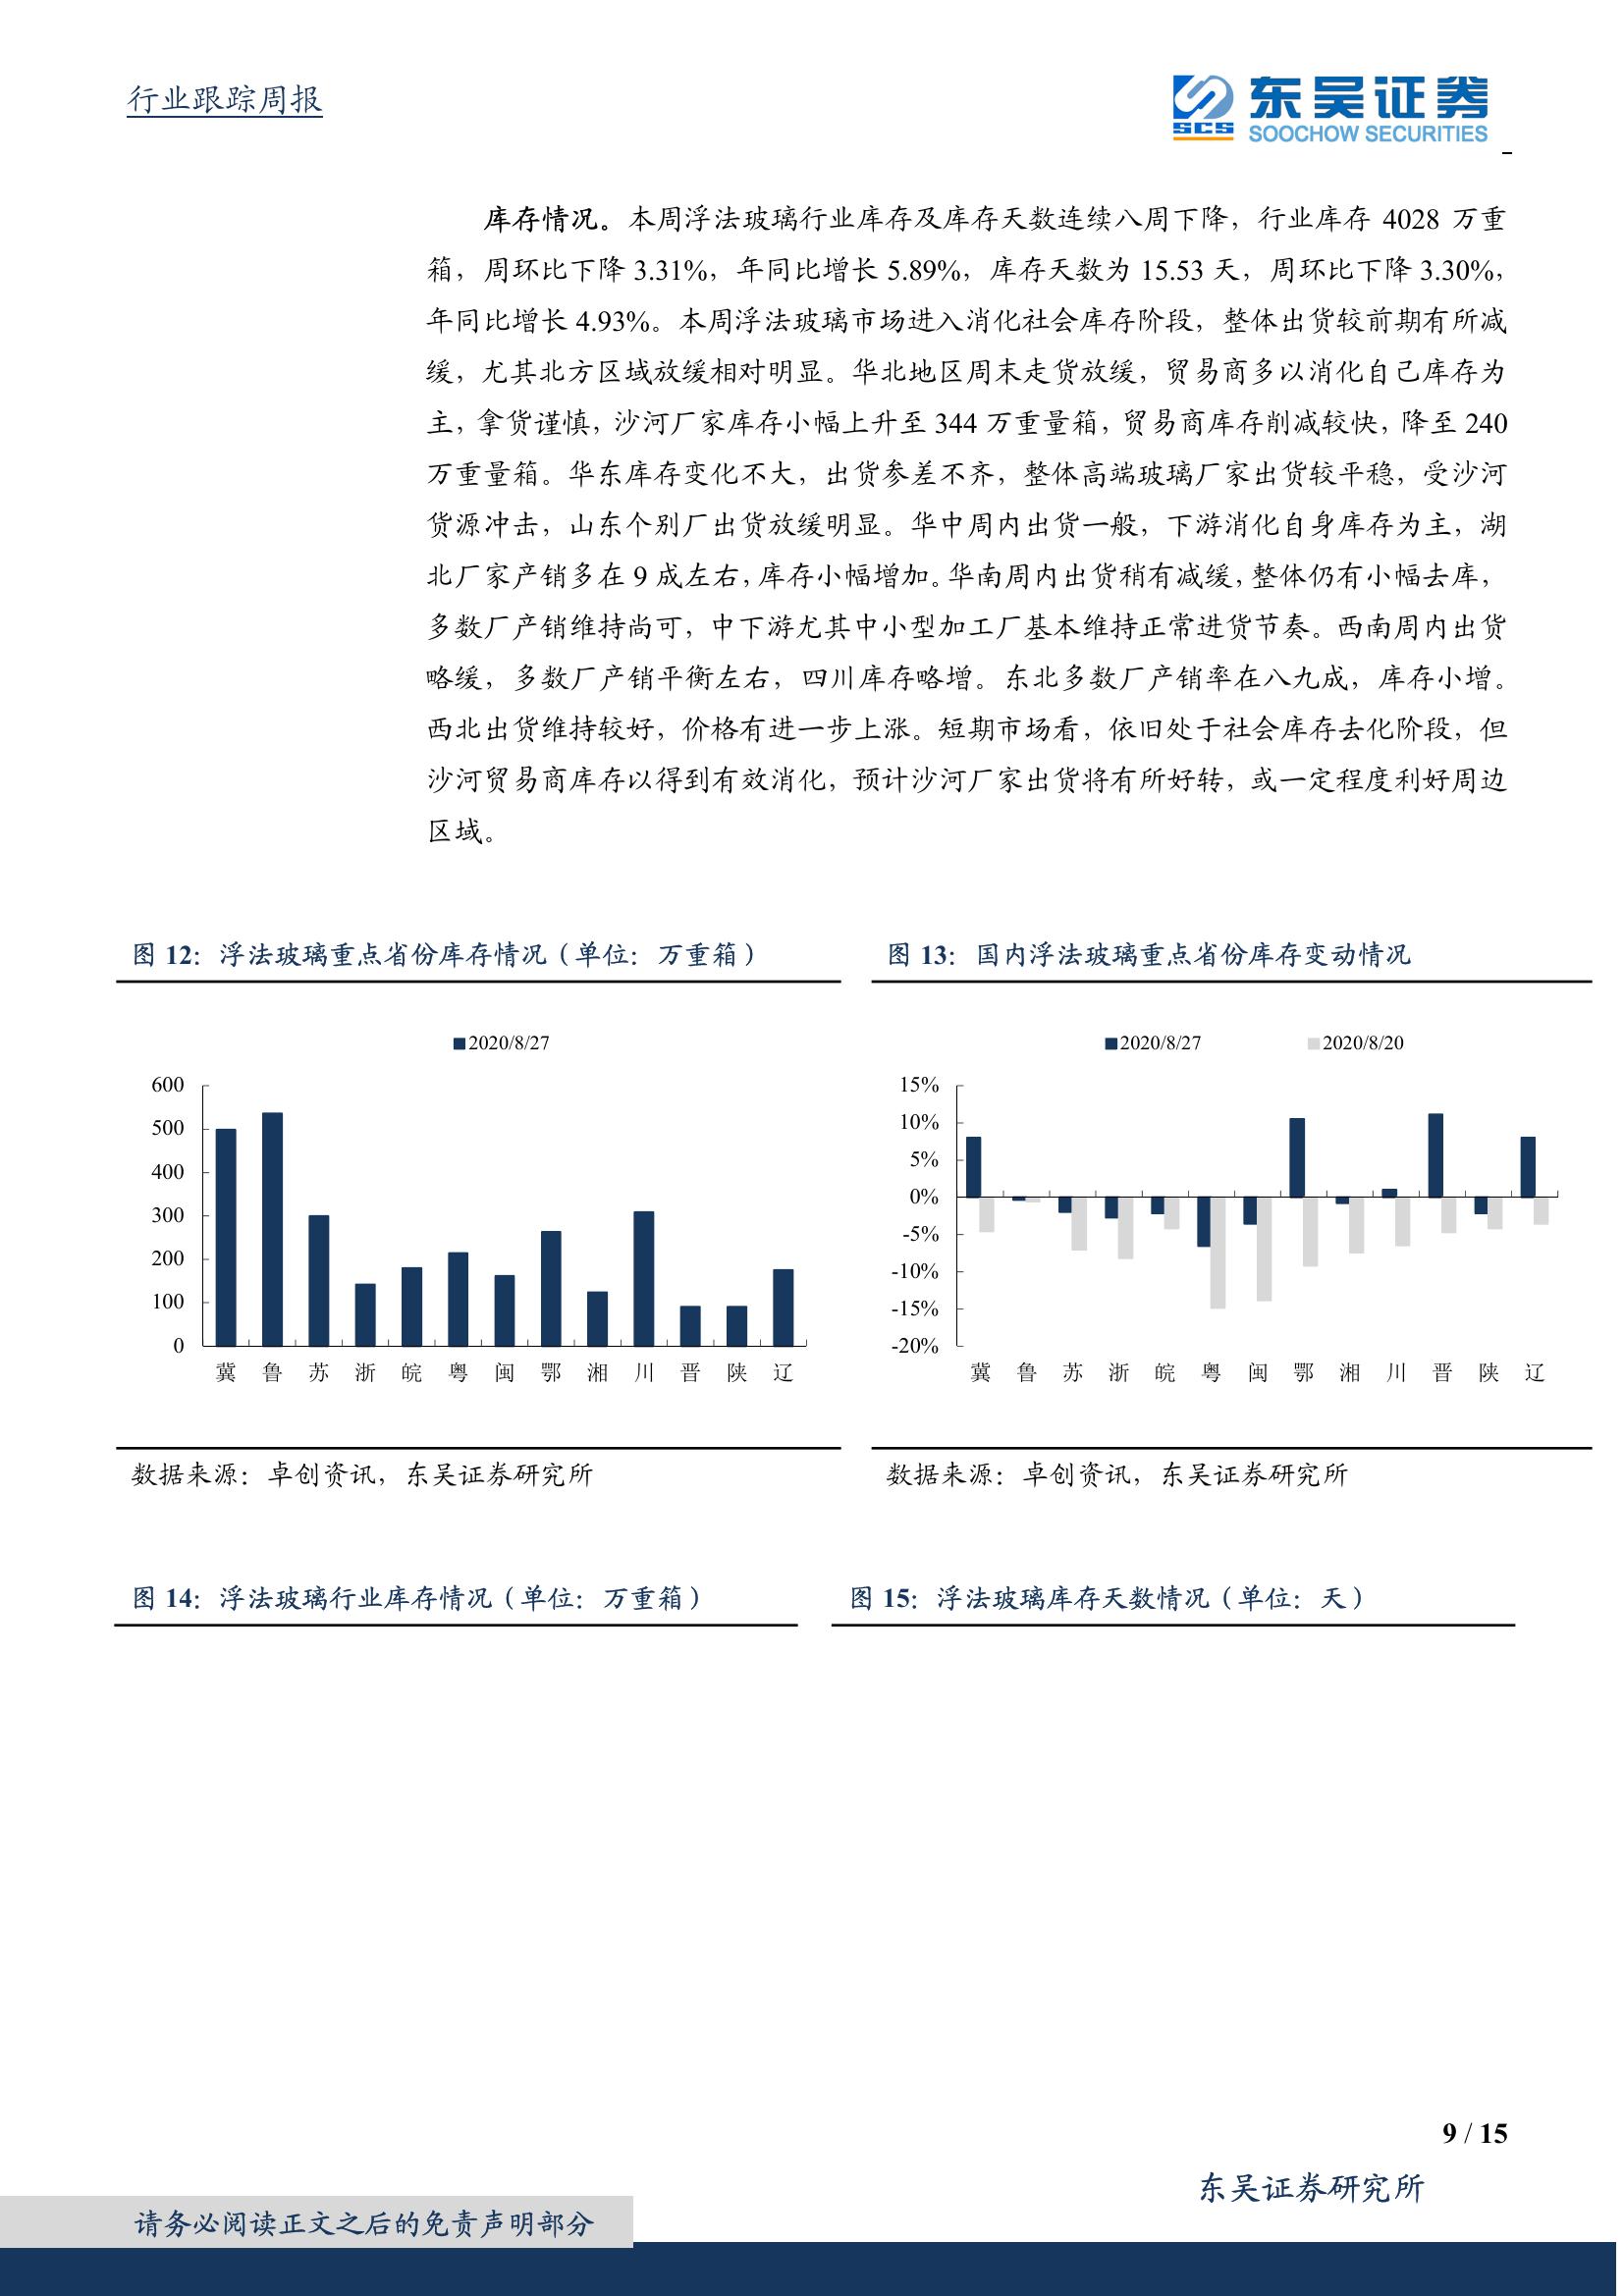 行业跟踪周报
SCS
东吴证券
SOOCHOW SECURITIES
库存情况。本周浮法玻璃行业库存及库存天数连续八周下降，行业库存 4028 万重
箱，周环比下降 3.31%，年同比增长 5.89%，库存天数为 15.53 天，周环比下降 3.30%，
年同比增长 4.93%。本周浮法玻璃市场进入消化社会库存阶段，整体出货较前期有所减
缓，尤其北方区域放缓相对明显。华北地区周末走货放缓，贸易商多以消化自己库存为
主，拿货谨慎，沙河厂家库存小幅上升至 344 万重量箱，贸易商库存削减较快，降至 240
万重量箱。华东库存变化不大，出货参差不齐，整体高端玻璃厂家出货较平稳，受沙河
货源冲击，山东个别厂出货放缓明显。华中周内出货一般，下游消化自身库存为主，湖
北厂家产销多在 9 成左右，库存小幅增加。华南周内出货稍有减缓，整体仍有小幅去库，
多数厂产销维持尚可，中下游尤其中小型加工厂基本维持正常进货节奏。西南周内出货
略缓，多数厂产销平衡左右，四川库存略增。东北多数厂产销率在八九成，库存小增。
西北出货维持较好，价格有进一步上涨。短期市场看，依旧处于社会库存去化阶段，但
沙河贸易商库存以得到有效消化，预计沙河厂家出货将有所好转，或一定程度利好周边
区域。
图 12：浮法玻璃重点省份库存情况（单位：万重箱）
2020/8/27
600
500
400
300
200
100
0
冀 鲁 苏 浙 皖 粤 闽 鄂 湘 川 晋 陕 辽
数据来源：卓创资讯，东吴证券研究所
图 13：国内浮法玻璃重点省份库存变动情况
2020/8/27 2020/8/20
15%
10%
5%
0%
-5%
-10%
-15%
-20%
冀 鲁 苏 浙 皖 粤 闽 鄂 湘 川 晋 陕 辽
数据来源：卓创资讯，东吴证券研究所
图 14：浮法玻璃行业库存情况（单位：万重箱）
图 15：浮法玻璃库存天数情况（单位：天）
9 / 15
东吴证券研究所
请务必阅读正文之后的免责声明部分